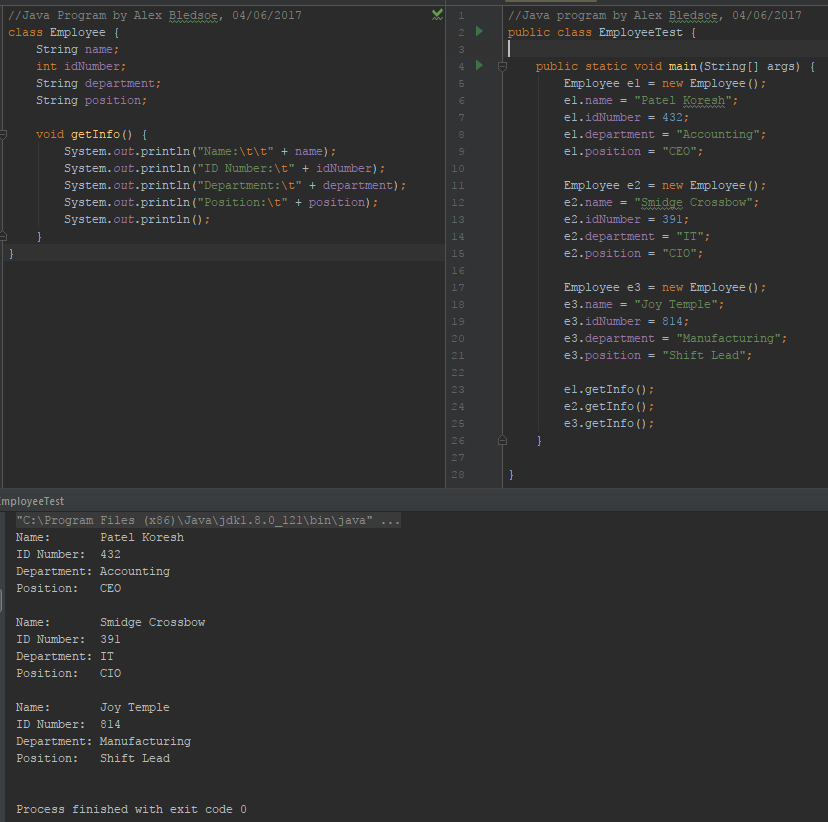 //Java Program by Alex Bledsoe, 04/06/2017
class Employee {
String name;
int idNumber;
String department;
String position;
void getInfo() {
System.out.println("Name:\t\t" + name);
System.out.println("ID Number:\t" + idNumber);
System.out.println("Department:\t" + department);
System.out.println("Position:\t" + position);
System.out.println();
}
}
1 //Java program by Alex Bledsoe, 04/06/2017
2 public class EmployeeTest {
3
4 public static void main(String[] args) {
5 Employee e1 = new Employee();
6 e1.name = "Patel Koresh";
7 e1.idNumber = 432;
8 e1.department = "Accounting";
9 e1.position = "CEO";
10
11 Employee e2 = new Employee();
12 e2.name = "Smidge Crossbow";
13 e2.idNumber = 391;
14 e2.department = "IT";
15 e2.position = "CIO";
16
17 Employee e3 = new Employee();
18 e3.name = "Joy Temple";
19 e3.idNumber = 814;
20 e3.department = "Manufacturing";
21 e3.position = "Shift Lead";
22
23 e1.getInfo();
24 e2.getInfo();
25 e3.getInfo();
26 }
27
28 }
mployeeTest
"C:\Program Files (x86)\Java\jdk1.8.0_121\bin\java" ...
Name: Patel Koresh
ID Number: 432
Department: Accounting
Position: CEO
Name: Smidge Crossbow
ID Number: 391
Department: IT
Position: CIO
Name: Joy Temple
ID Number: 814
Department: Manufacturing
Position: Shift Lead
Process finished with exit code 0